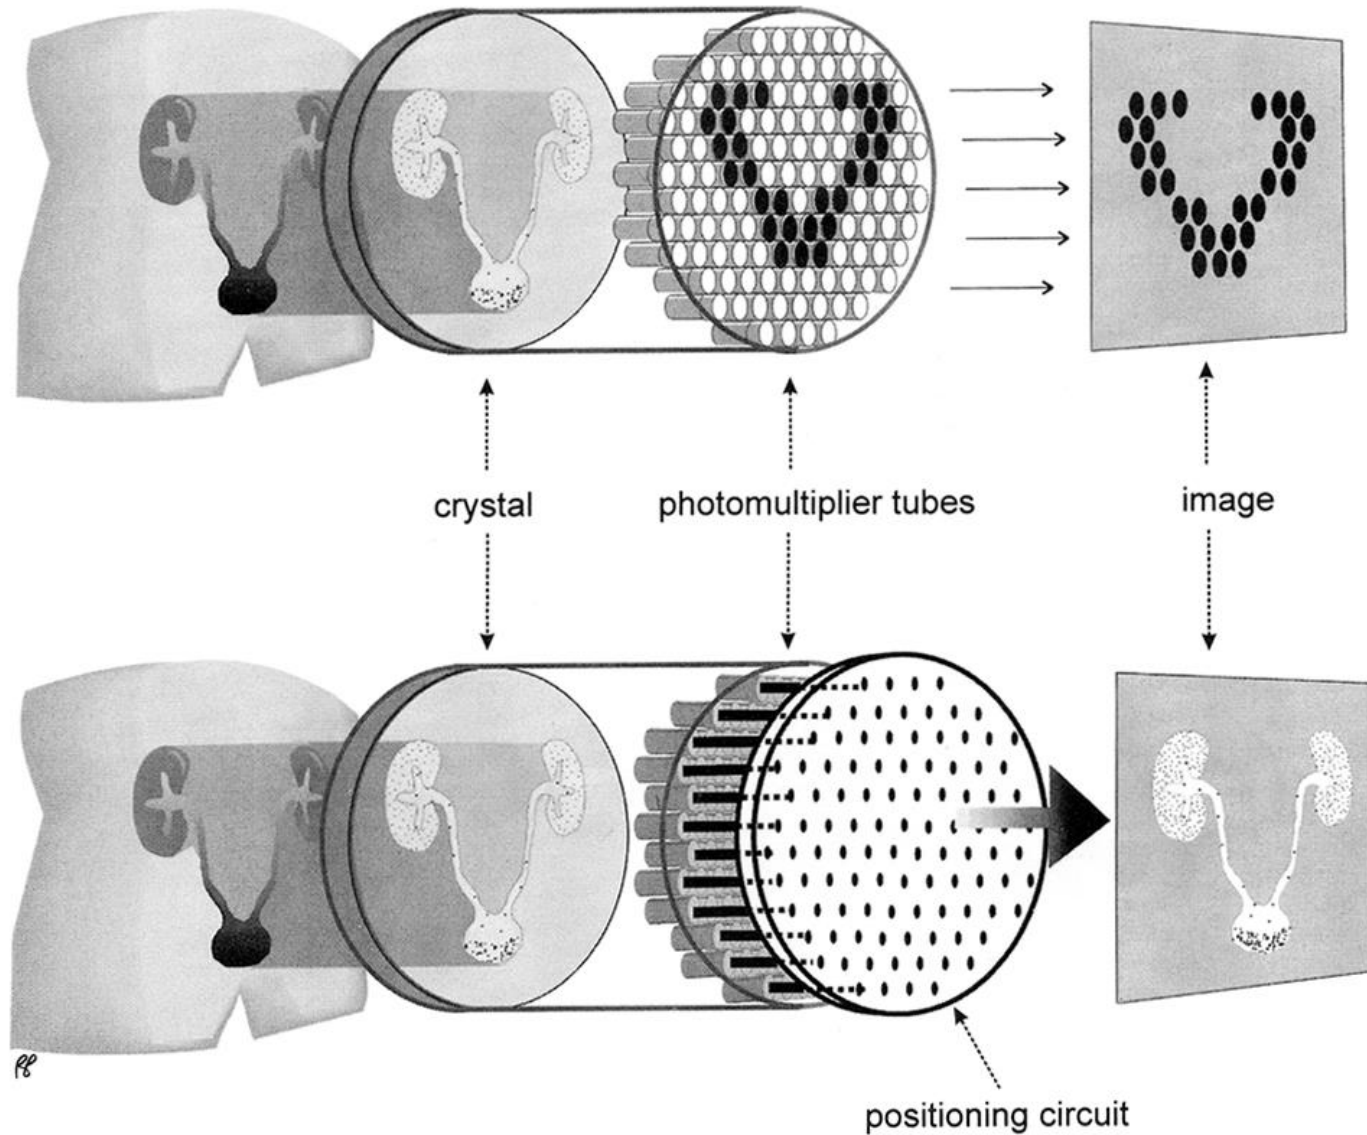 crystal
photomultiplier tubes
image
positioning circuit